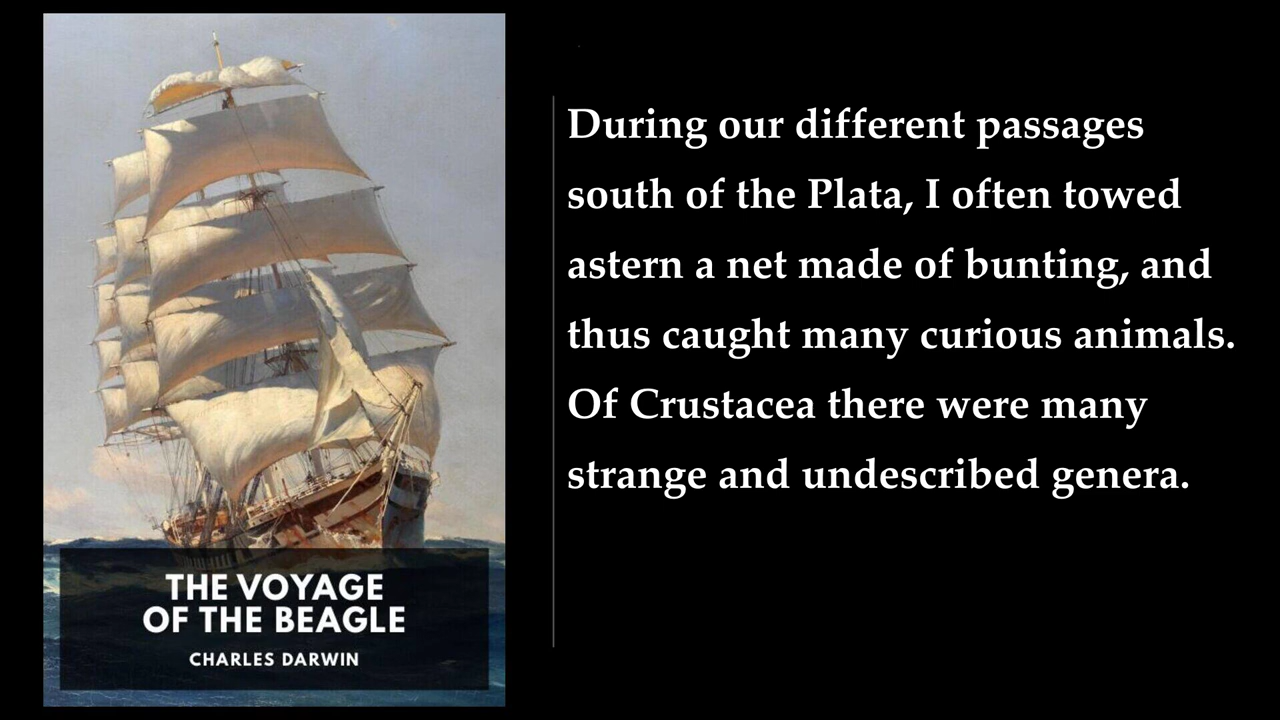 THE VOYAGE
OF THE BEAGLE
CHARLES DARWIN
During our different passages
south of the Plata, I often towed
astern a net made of bunting, and
thus caught many curious animals.
Of Crustacea there were many
strange and undescribed genera.